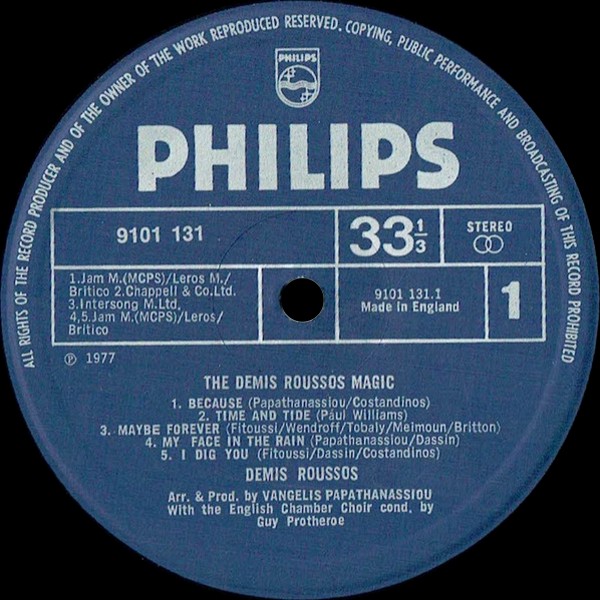 ALL RIGHTS OF THE RECORD PRODUCER AND OF THE OWNER OF THE WORK REPRODUCED RESERVED. COPYING, PUBLIC PERFORMANCE AND BROADCASTING OF THIS RECORD PROHIBITED
PHILIPS
PHILIPS
9101 131
33 1/3
STEREO
1.Jam M.(MCPS)/Leros M./
Britico 2.Chappell & Co.Ltd.
3.Intersong M.Ltd.
4,5.Jam M.(MCPS)/Leros/
Britico
9101 131.1
Made in England
1
℗ 1977
THE DEMIS ROUSSOS MAGIC
1. BECAUSE (Papathanassiou/Costandinos)
2. TIME AND TIDE (Paul Williams)
3. MAYBE FOREVER (Fitoussi/Wendroff/Tobaly/Meimoun/Britton)
4. MY FACE IN THE RAIN (Papathanassiou/Dassin)
5. I DIG YOU (Fitoussi/Dassin/Costandinos)
DEMIS ROUSSOS
Arr. & Prod. by VANGELIS PAPATHANASSIOU
With the English Chamber Choir cond. by
Guy Protheroe